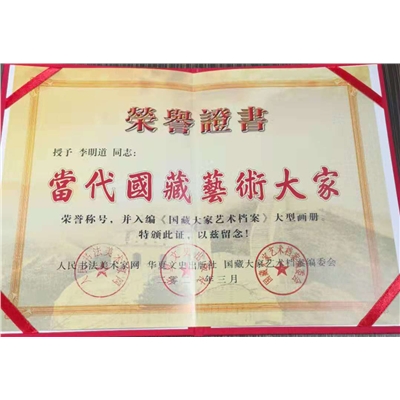 榮譽證書
授予 李明道 同志：
當代國藏藝術大家
荣誉称号，并入编《国藏大家艺术档案》大型画册。
特颁此证，以兹留念！
人民书法美术家网 华夏文史出版社 国藏大家艺术档案编委会
年三月